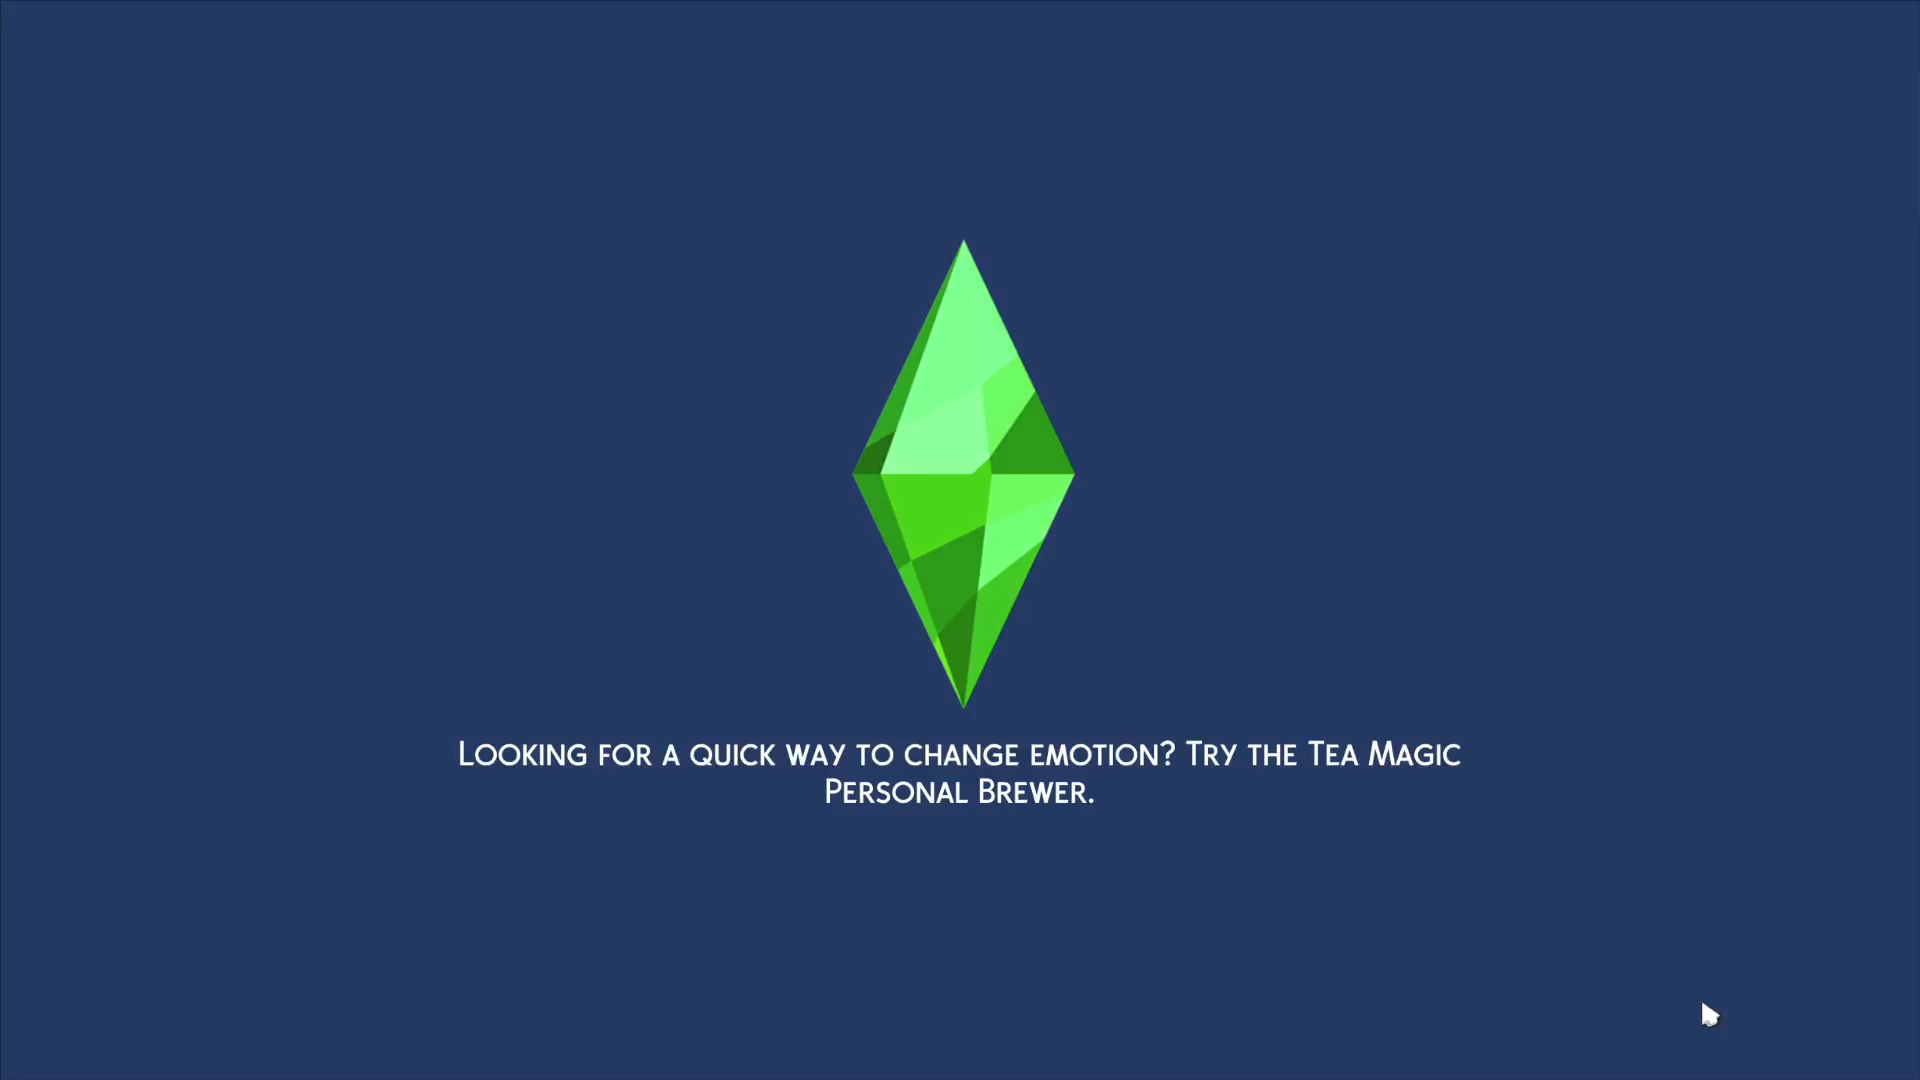 Looking for a quick way to change emotion? Try the Tea Magic
Personal Brewer.